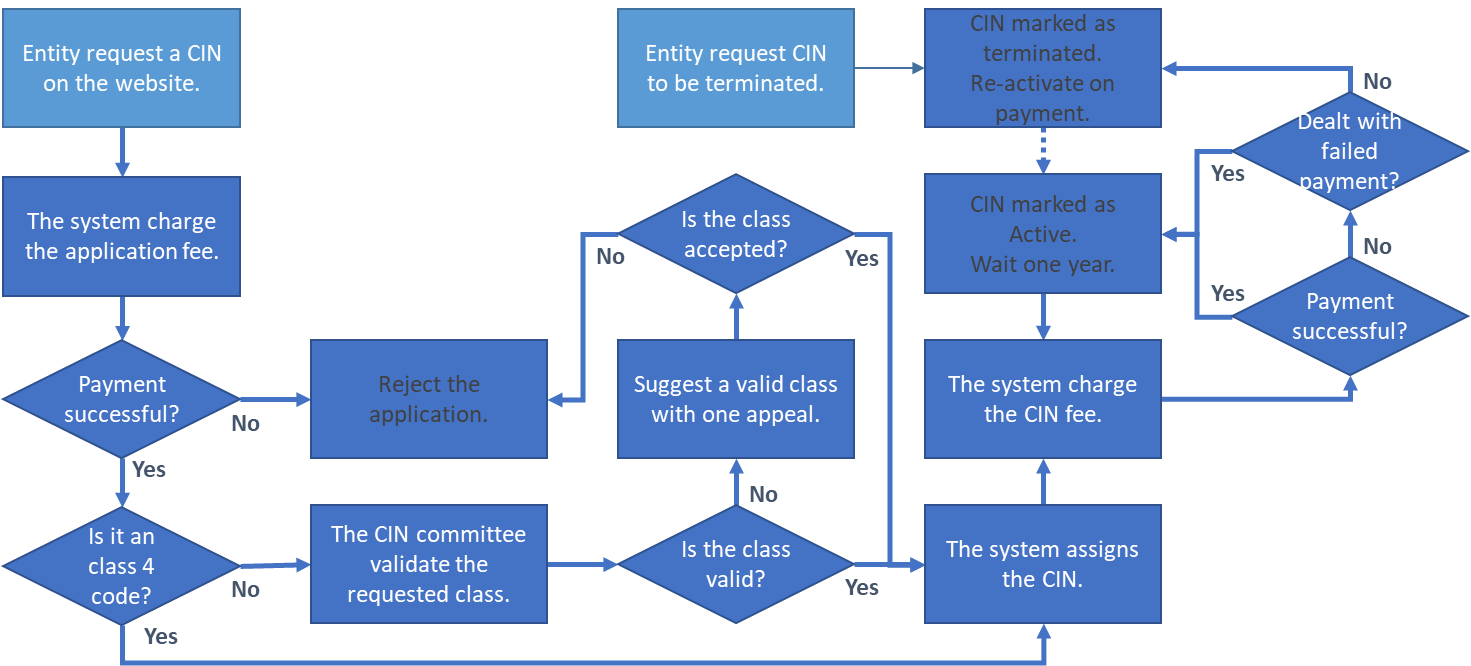 Entity request a CIN
on the website.
The system charge
the application fee.
Payment
successful?
No
Yes
Is it an
class 4
code?
No
Yes
Reject the
application.
The CIN committee
validate the
requested class.
Entity request CIN
to be terminated.
Is the class
accepted?
No
Yes
Suggest a valid class
with one appeal.
No
Is the class
valid?
Yes
CIN marked as
terminated.
Re-activate on
payment.
CIN marked as
Active.
Wait one year.
The system charge
the CIN fee.
The system assigns
the CIN.
No
Dealt with
failed
payment?
Yes
No
Yes
Payment
successful?